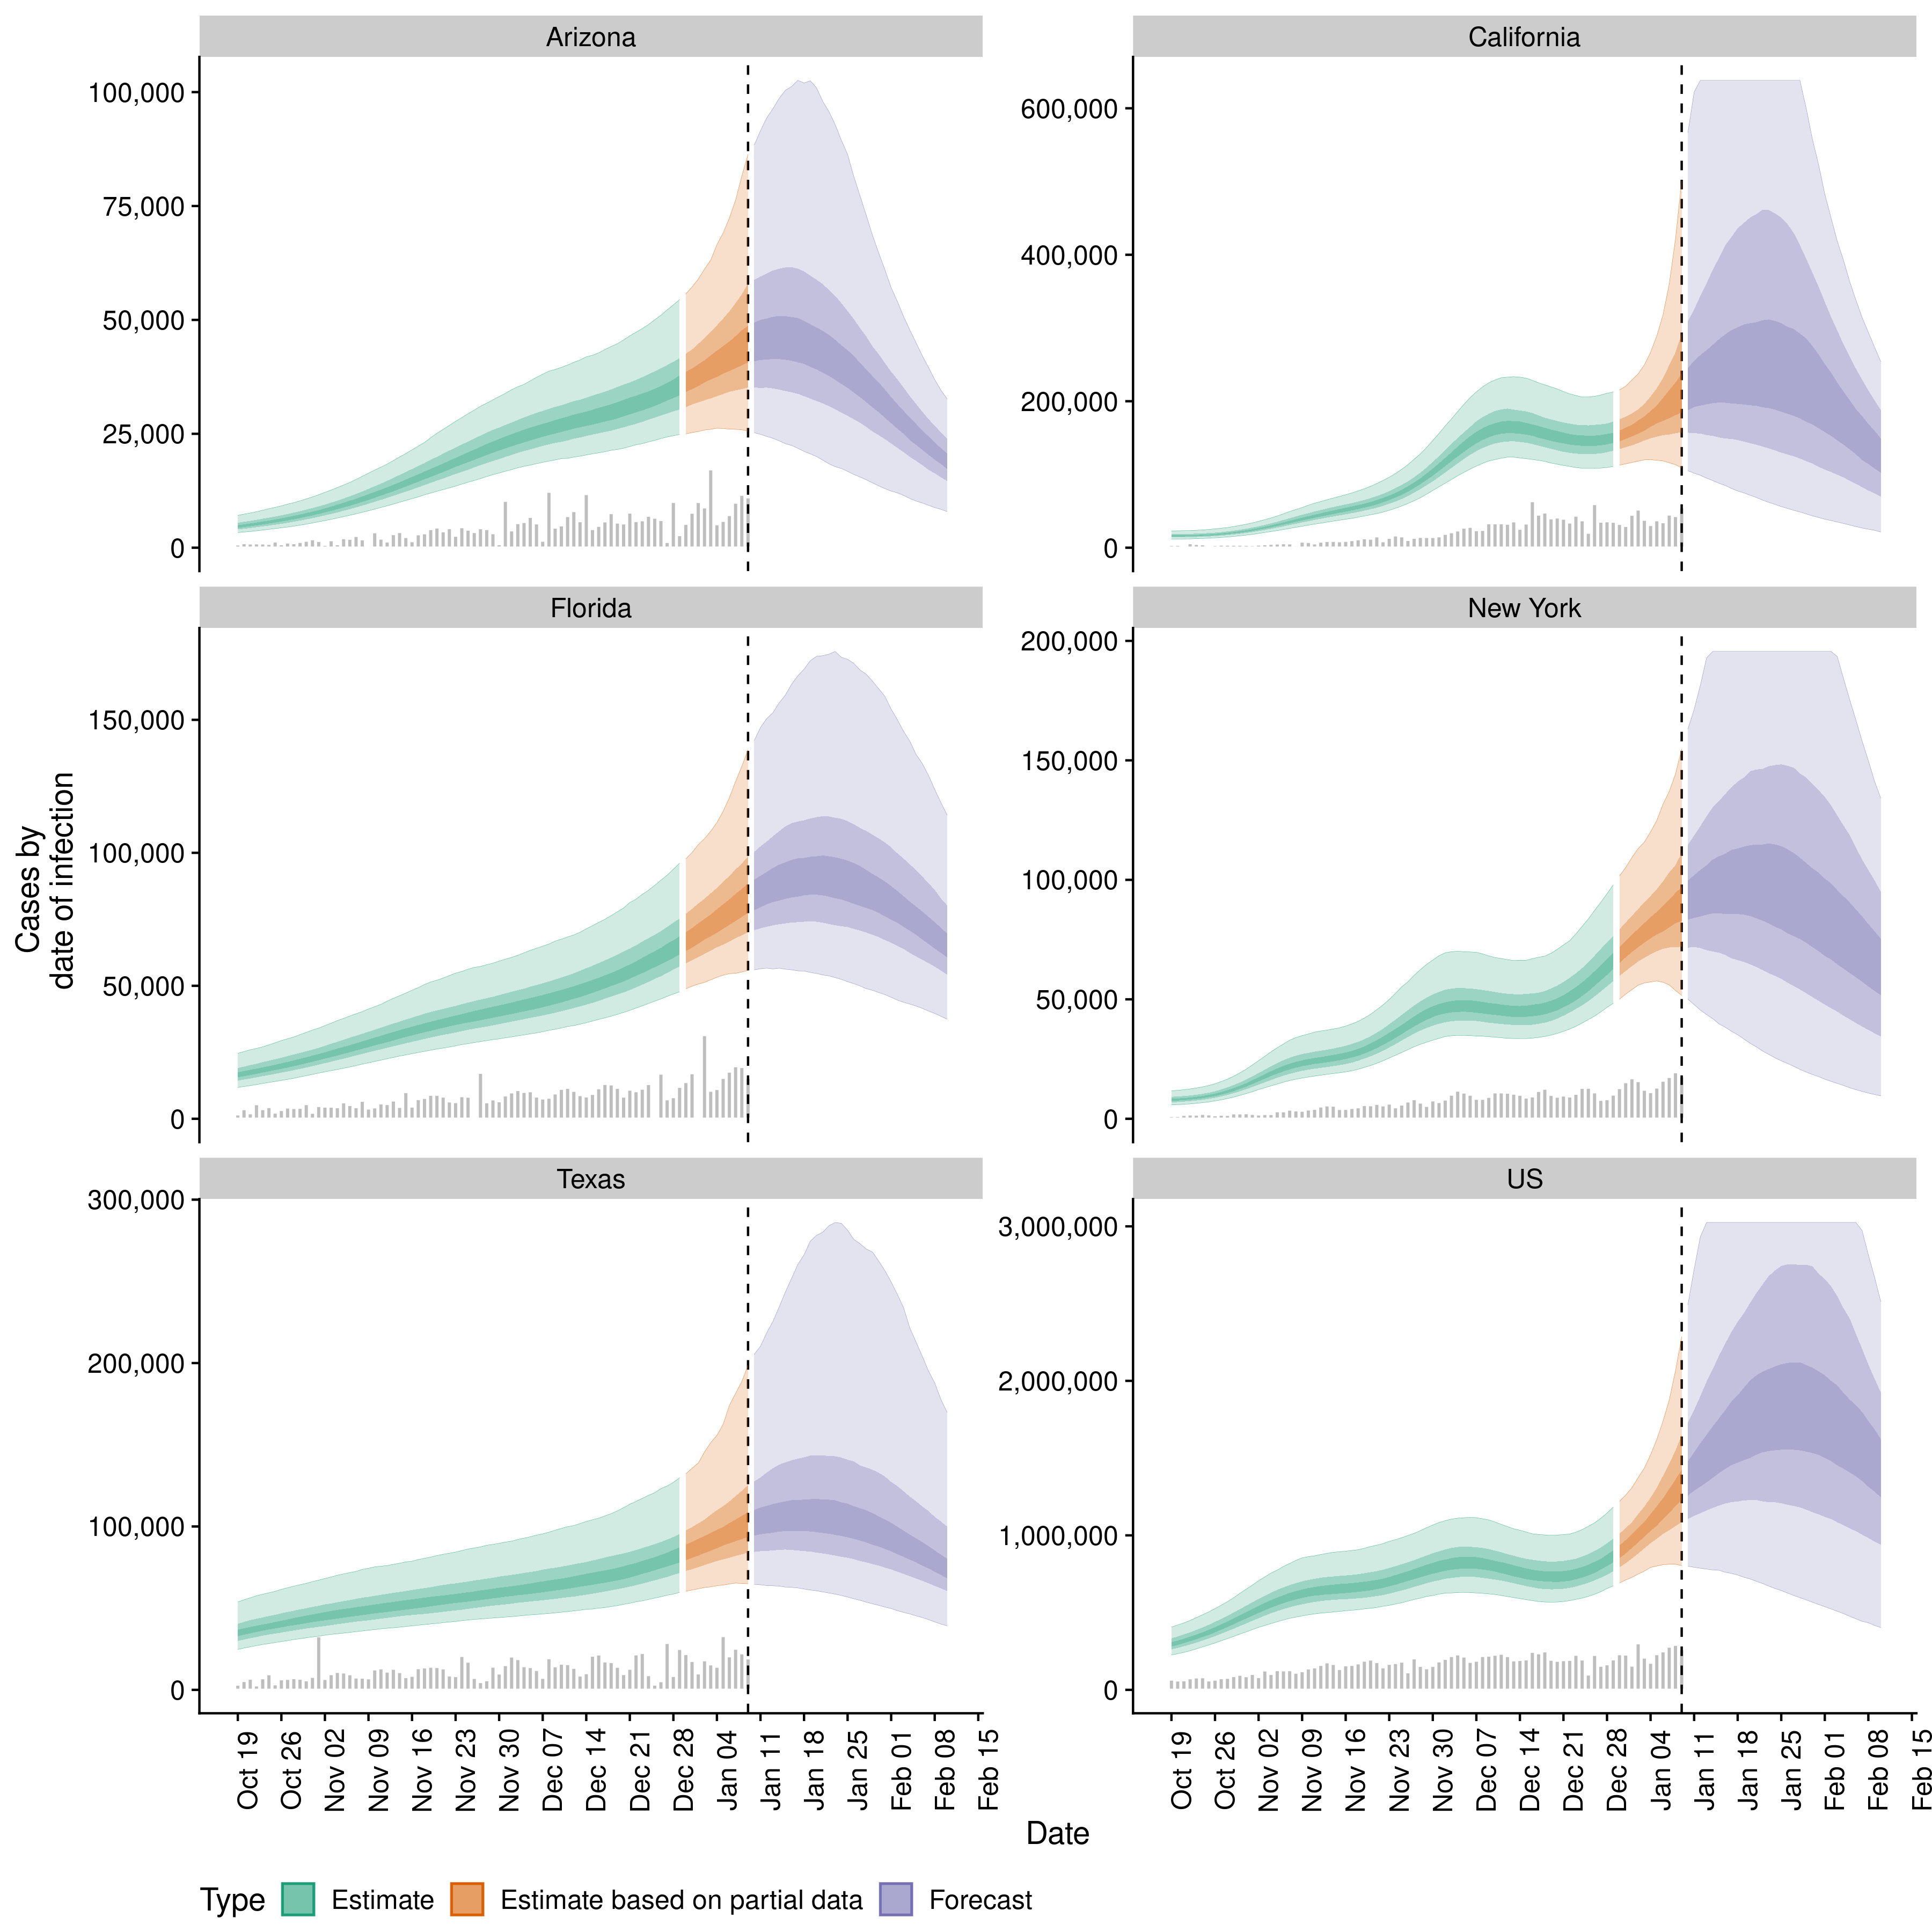 Arizona
California
100,000
75,000
50,000
25,000
0
600,000
400,000
200,000
0
Florida
New York
150,000
100,000
50,000
0
200,000
150,000
100,000
50,000
0
Texas
US
300,000
200,000
100,000
0
3,000,000
2,000,000
1,000,000
0
Cases by
date of infection
Oct 19
Oct 26
Nov 02
Nov 09
Nov 16
Nov 23
Nov 30
Dec 07
Dec 14
Dec 21
Dec 28
Jan 04
Jan 11
Jan 18
Jan 25
Feb 01
Feb 08
Feb 15
Oct 19
Oct 26
Nov 02
Nov 09
Nov 16
Nov 23
Nov 30
Dec 07
Dec 14
Dec 21
Dec 28
Jan 04
Jan 11
Jan 18
Jan 25
Feb 01
Feb 08
Feb 15
Date
Type Estimate Estimate based on partial data Forecast